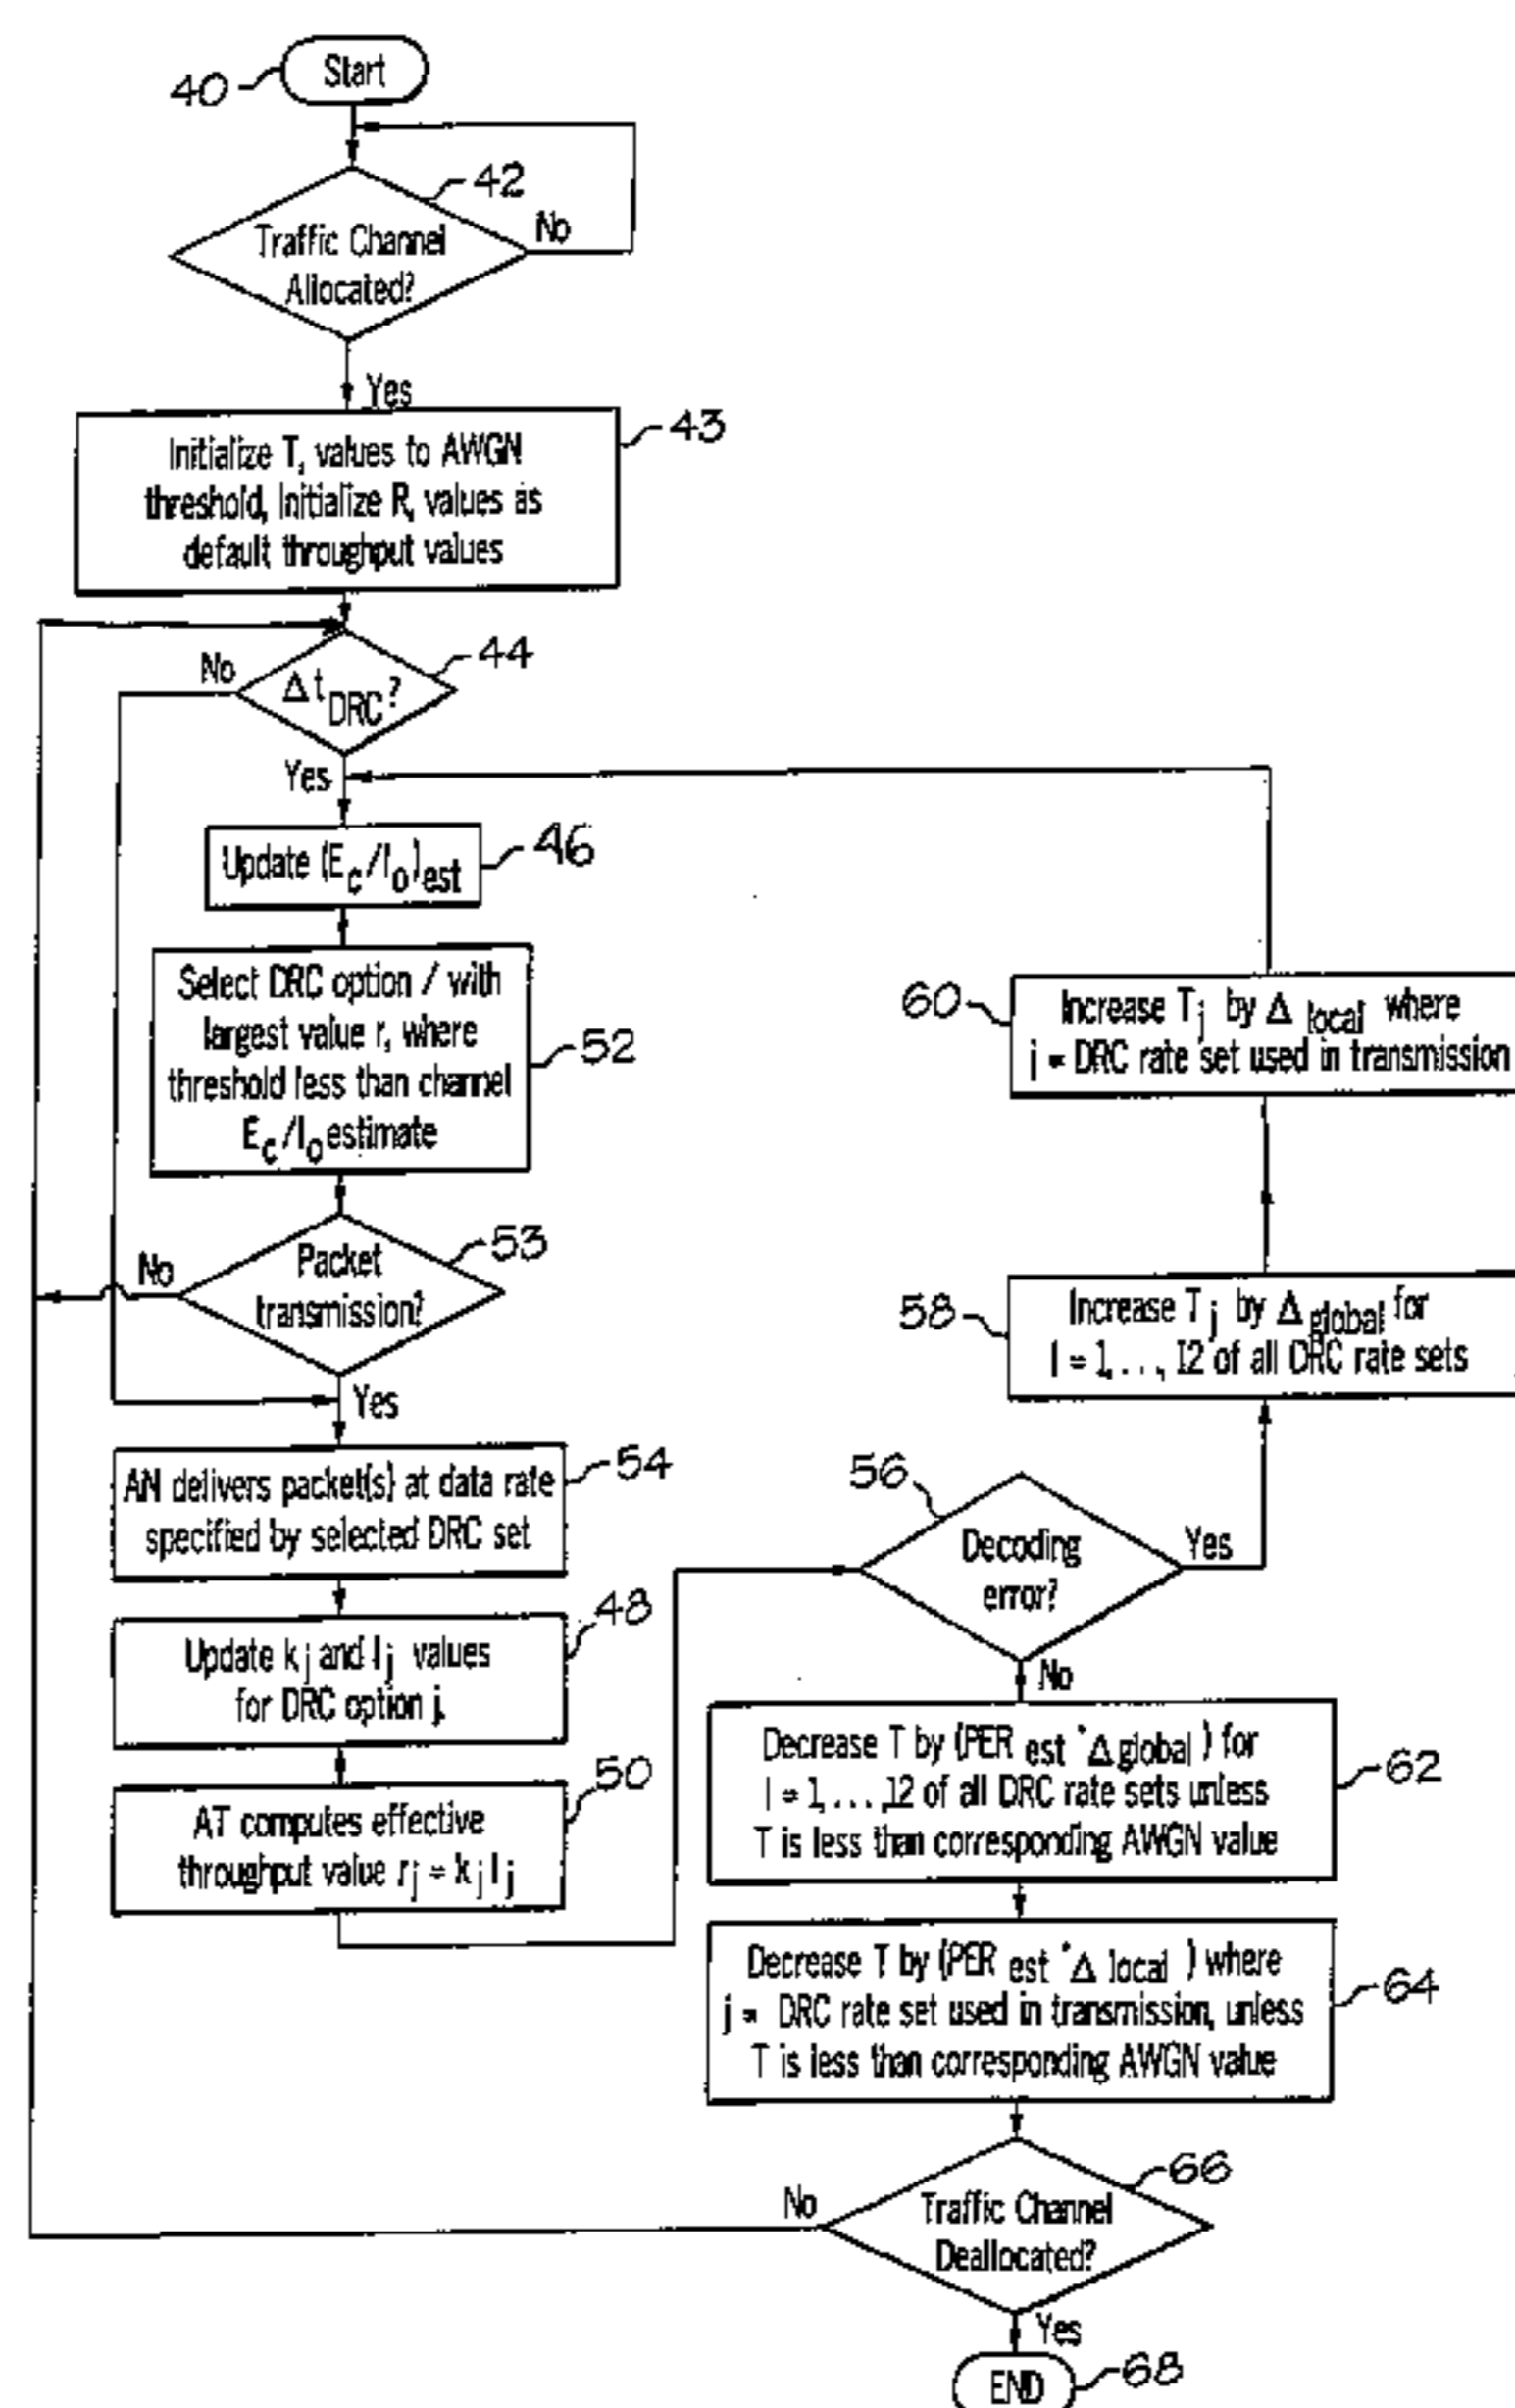 40
Start
42
Traffic Channel
Allocated?
No
Yes
43
Initialize T, values to AWGN
threshold, Initialize R, values as
default throughput values
No
44
Δ t DRC ?
Yes
46
Update (Ec/Io)est
Select DRC option / with
largest value r, where
threshold less than channel
Ec/Io estimate
52
No
Packet
transmission?
53
Yes
AN delivers packet(s) at data rate
specified by selected DRC set
54
Update kj and lj values
for DRC option j.
48
AT computes effective
throughput value rj = kj lj
50
60
Increase Tj by Δ local where
j = DRC rate set used in transmission
58
Increase Tj by Δ global for
I = 1, . . ., 12 of all DRC rate sets
56
Decoding
error?
Yes
No
Decrease T by (PER est *Δ global ) for
I = 1, . . . ,12 of all DRC rate sets unless
T is less than corresponding AWGN value
62
Decrease T by (PER est *Δ local ) where
j = DRC rate set used in transmission, unless
T is less than corresponding AWGN value
64
No
Traffic Channel
Deallocated?
66
Yes
END
68